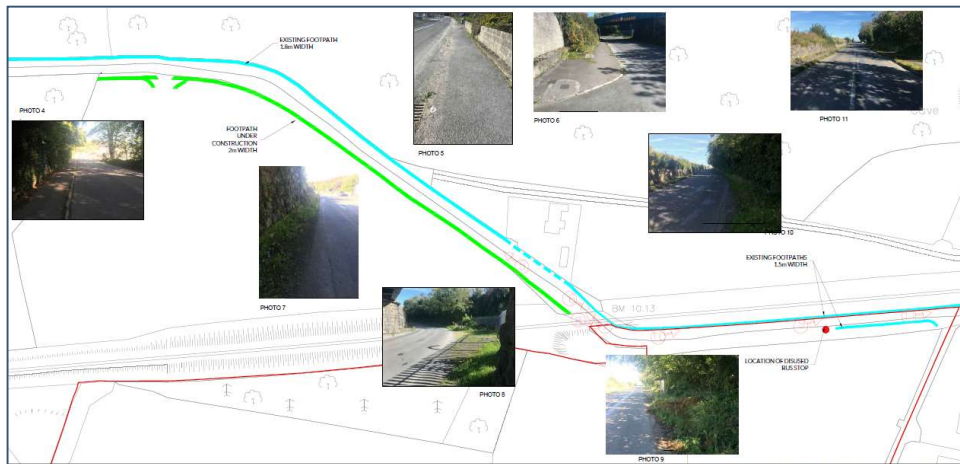 EXISTING FOOTPATH
1.8m WIDTH
PHOTO 4
FOOTPATH
UNDER
CONSTRUCTION
2m WIDTH
PHOTO 5
PHOTO 6
PHOTO 11
Cave
PHOTO 10
PHOTO 7
EXISTING FOOTPATHS
1.5m WIDTH
BM 10.13
LOCATION OF DISUSED
BUS STOP
PHOTO 8
PHOTO 9